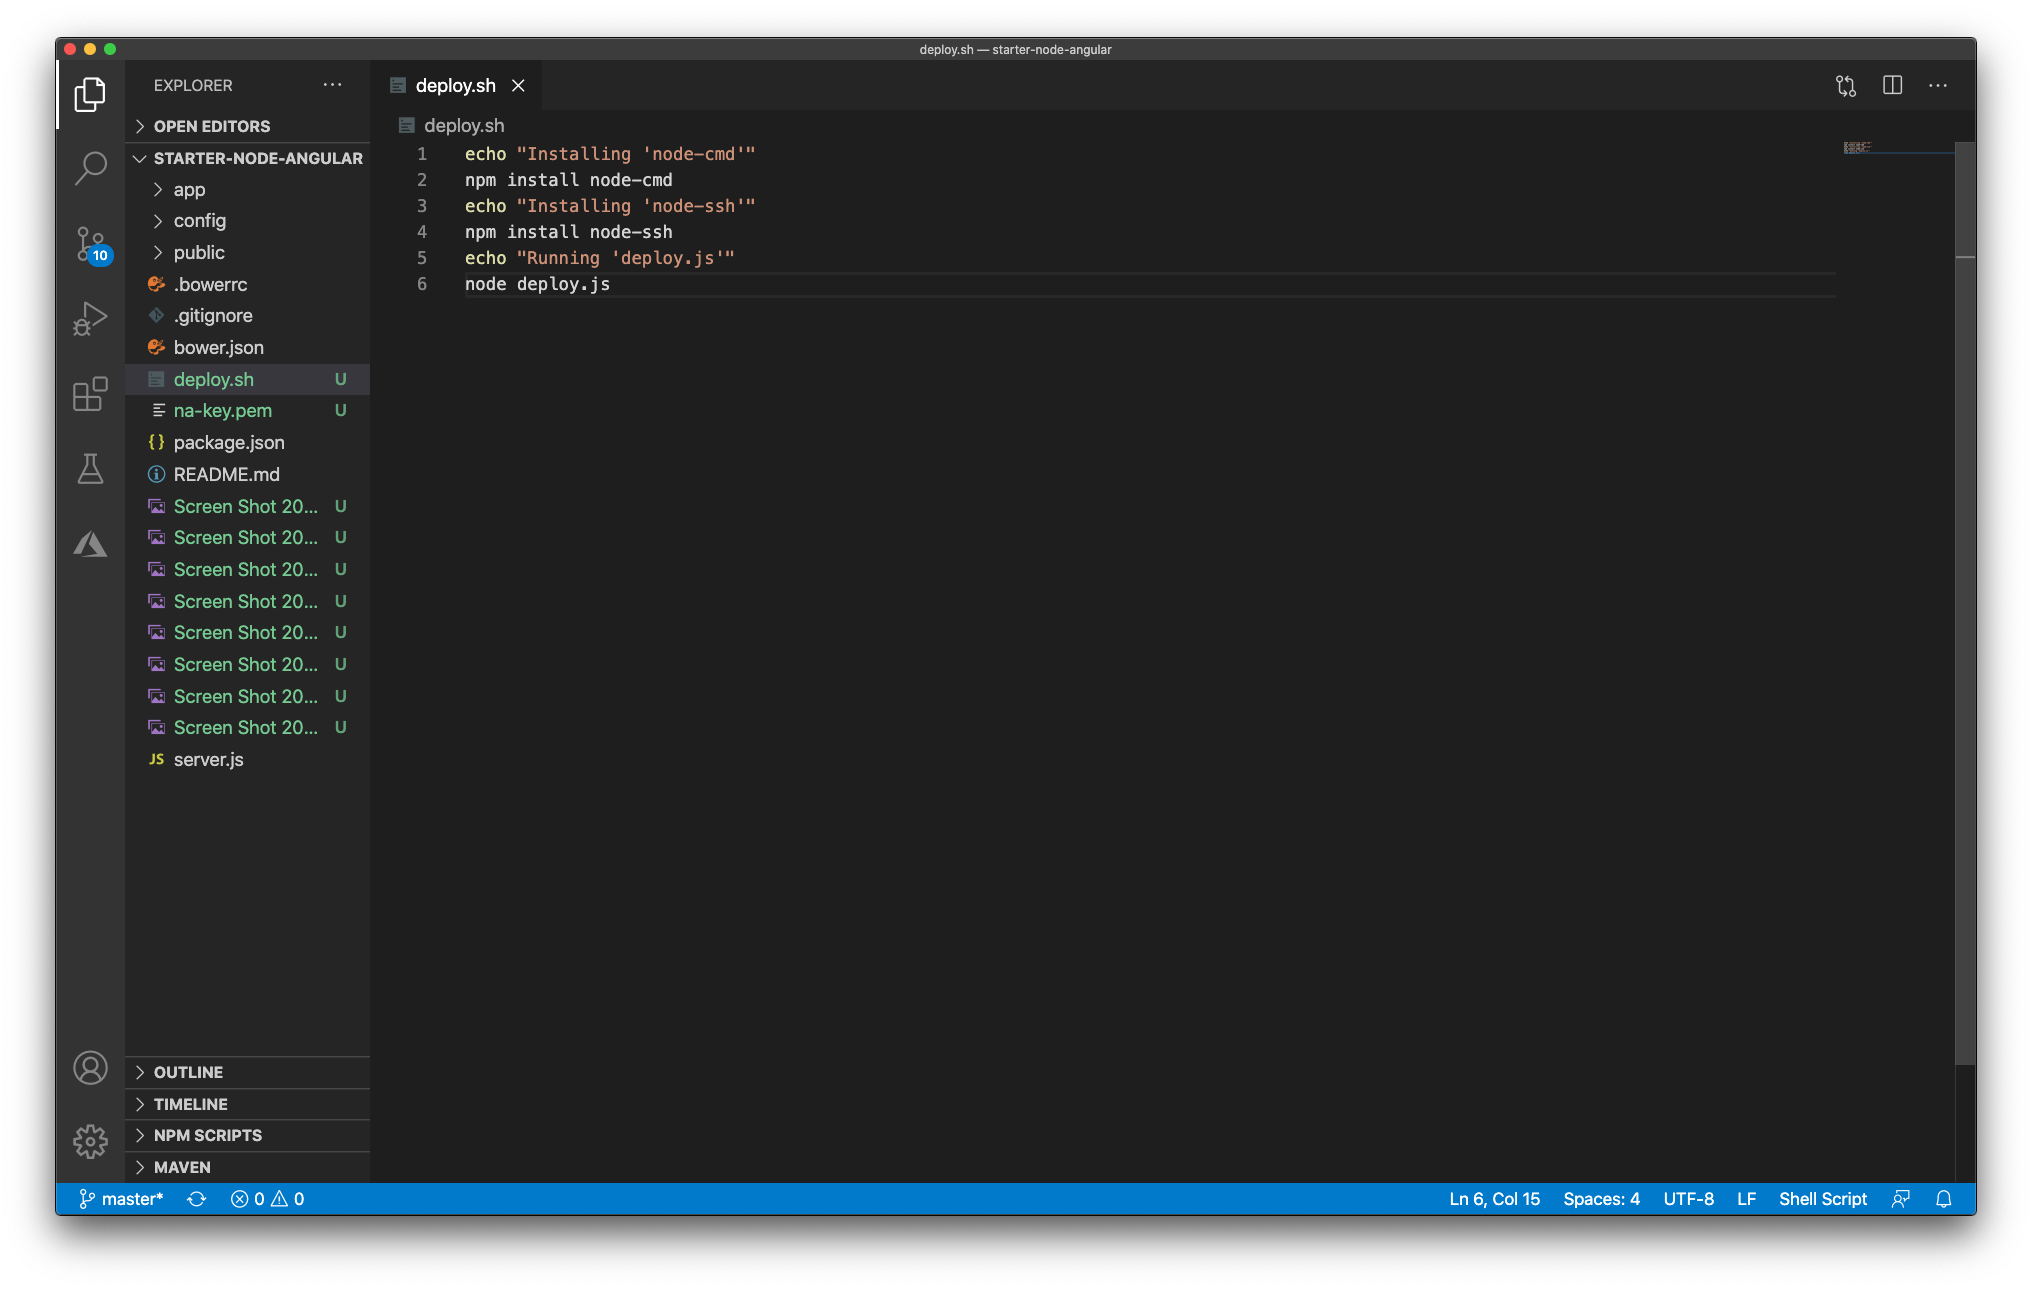 deploy.sh — starter-node-angular
EXPLORER
OPEN EDITORS
STARTER-NODE-ANGULAR
app
config
public
.bowerrc
.gitignore
bower.json
deploy.sh U
na-key.pem U
{} package.json
README.md
Screen Shot 20... U
Screen Shot 20... U
Screen Shot 20... U
Screen Shot 20... U
Screen Shot 20... U
Screen Shot 20... U
Screen Shot 20... U
Screen Shot 20... U
JS server.js
OUTLINE
TIMELINE
NPM SCRIPTS
MAVEN
10
deploy.sh
deploy.sh
1 echo "Installing 'node-cmd'"
2 npm install node-cmd
3 echo "Installing 'node-ssh'"
4 npm install node-ssh
5 echo "Running 'deploy.js'"
6 node deploy.js
master* 0 0 Ln 6, Col 15 Spaces: 4 UTF-8 LF Shell Script